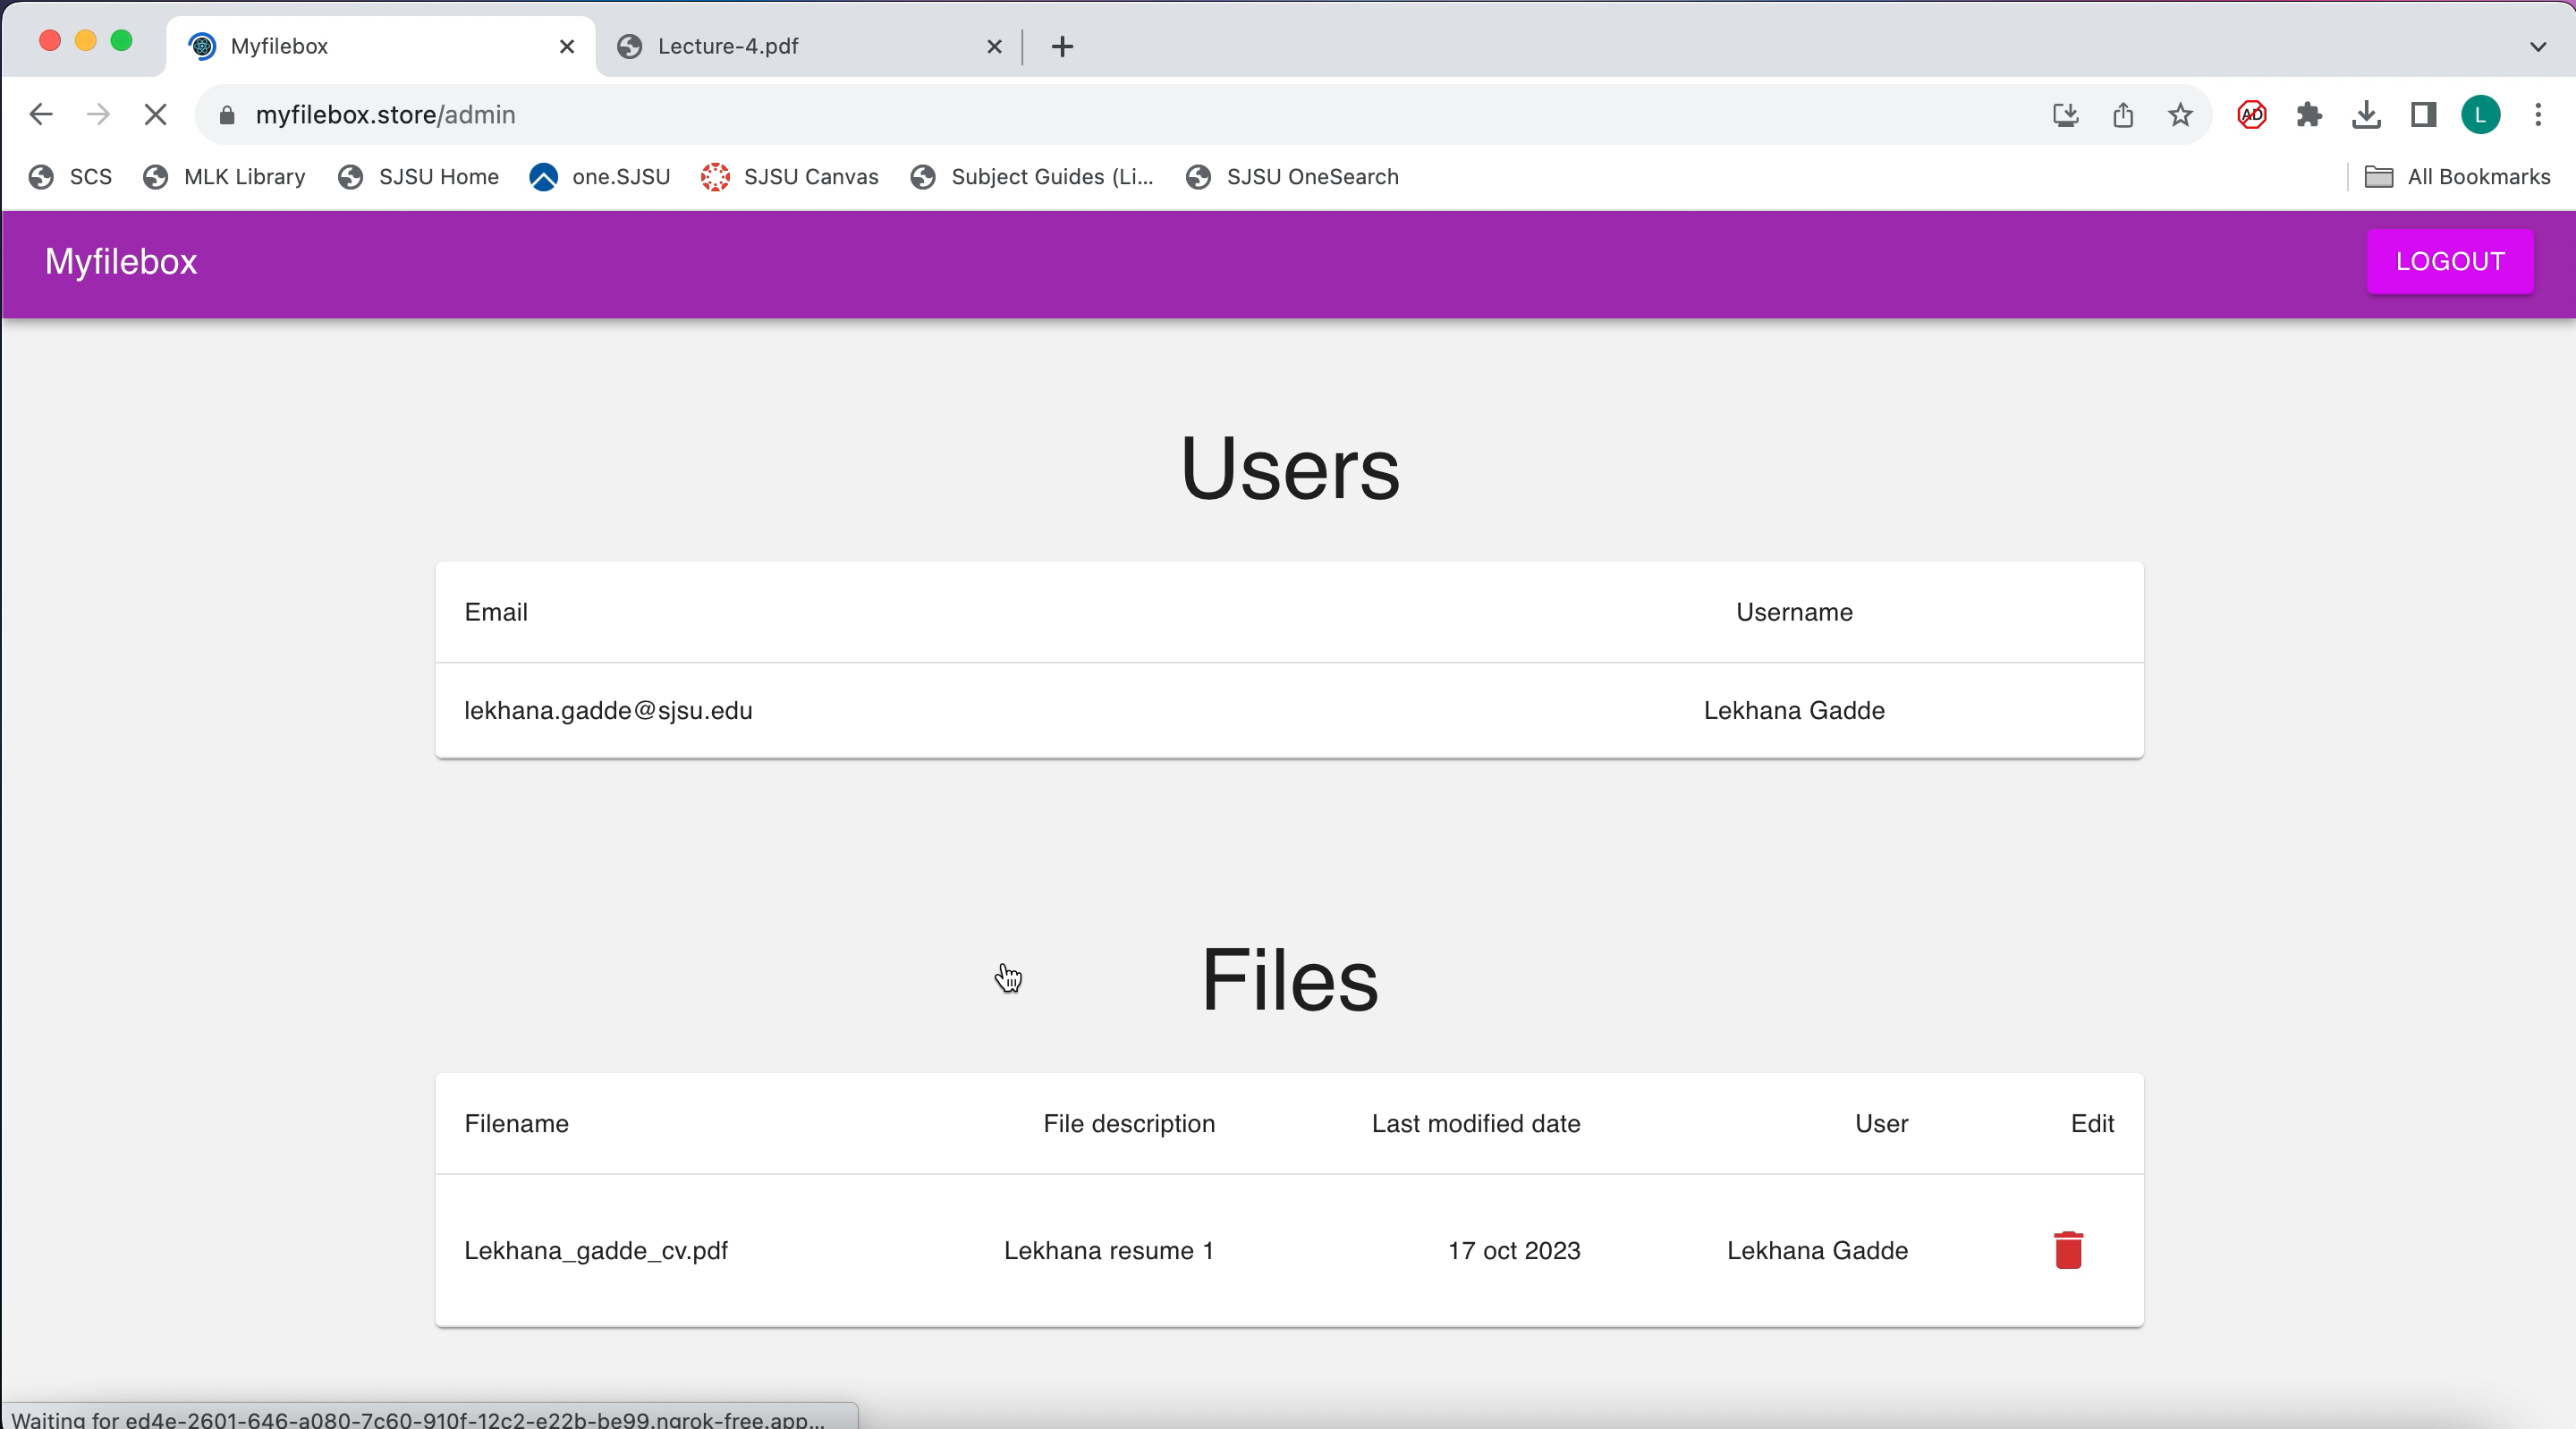 Myfilebox
Lecture-4.pdf
myfilebox.store/admin
AD
L
SCS
MLK Library
SJSU Home
one.SJSU
SJSU Canvas
Subject Guides (Li...
SJSU OneSearch
All Bookmarks
Myfilebox
LOGOUT
Users
Email Username
lekhana.gadde@sjsu.edu Lekhana Gadde
Files
Filename File description Last modified date User Edit
Lekhana_gadde_cv.pdf Lekhana resume 1 17 oct 2023 Lekhana Gadde
Waiting for ed4e-2601-646-a080-7c60-910f-12c2-e22b-be99.ngrok-free.app...